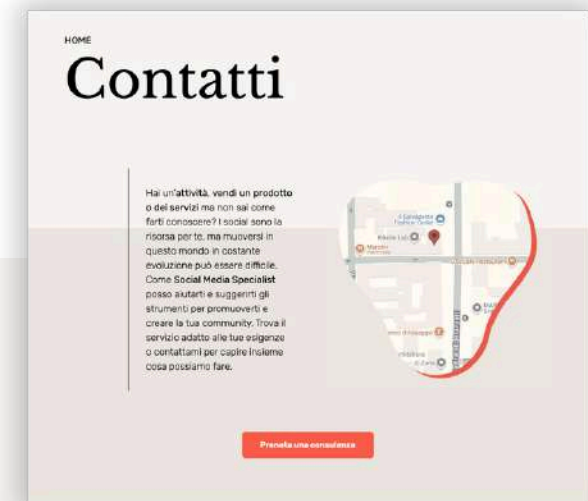 HOME
Contatti
Hai un'attività, vendi un prodotto
o dei servizi ma non sai come
farti conoscere? I social sono la
risorsa per te, ma muoversi in
questo mondo in costante
evoluzione può essere difficile.
Come Social Media Specialist
posso aiutarti e suggerirti gli
strumenti per promuoverti e
creare la tua community. Trova il
servizio adatto alle tue esigenze
o contattami per capire insieme
cosa possiamo fare.
Prenota una consulenza